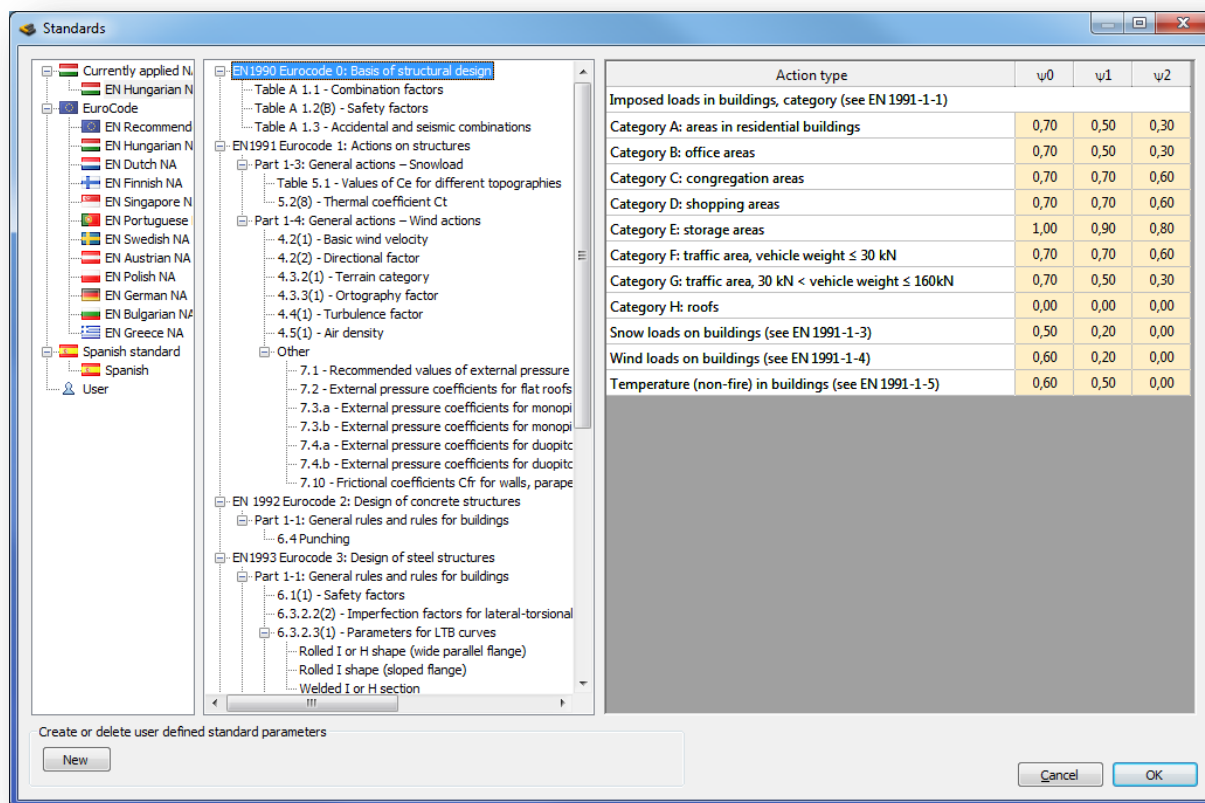 Standards
Currently applied N
EN Hungarian N
EuroCode
EN Recommend
EN Hungarian N
EN Dutch NA
EN Finnish NA
EN Singapore N
EN Portuguese
EN Swedish NA
EN Austrian NA
EN Polish NA
EN German NA
EN Bulgarian NA
EN Greece NA
Spanish standard
Spanish
User
EN1990 Eurocode 0: Basis of structural design
Table A 1.1 - Combination factors
Table A 1.2(B) - Safety factors
Table A 1.3 - Accidental and seismic combinations
EN1991 Eurocode 1: Actions on structures
Part 1-3: General actions – Snowload
Table 5.1 - Values of Ce for different topographies
5.2(8) - Thermal coefficient Ct
Part 1-4: General actions – Wind actions
4.2(1) - Basic wind velocity
4.2(2) - Directional factor
4.3.2(1) - Terrain category
4.3.3(1) - Ortography factor
4.4(1) - Turbulence factor
4.5(1) - Air density
Other
7.1 - Recommended values of external pressure
7.2 - External pressure coefficients for flat roofs
7.3.a - External pressure coefficients for monopi
7.3.b - External pressure coefficients for monopi
7.4.a - External pressure coefficients for duopitc
7.4.b - External pressure coefficients for duopitc
7.10 - Frictional coefficients Cfr for walls, parape
EN 1992 Eurocode 2: Design of concrete structures
Part 1-1: General rules and rules for buildings
6.4 Punching
EN1993 Eurocode 3: Design of steel structures
Part 1-1: General rules and rules for buildings
6.1(1) - Safety factors
6.3.2.2(2) - Imperfection factors for lateral-torsional
6.3.2.3(1) - Parameters for LTB curves
Rolled I or H shape (wide parallel flange)
Rolled I shape (sloped flange)
Welded I or H section
Action type ψ0 ψ1 ψ2
Imposed loads in buildings, category (see EN 1991-1-1)
Category A: areas in residential buildings 0,70 0,50 0,30
Category B: office areas 0,70 0,50 0,30
Category C: congregation areas 0,70 0,70 0,60
Category D: shopping areas 0,70 0,70 0,60
Category E: storage areas 1,00 0,90 0,80
Category F: traffic area, vehicle weight ≤ 30 kN 0,70 0,70 0,60
Category G: traffic area, 30 kN < vehicle weight ≤ 160kN 0,70 0,50 0,30
Category H: roofs 0,00 0,00 0,00
Snow loads on buildings (see EN 1991-1-3) 0,50 0,20 0,00
Wind loads on buildings (see EN 1991-1-4) 0,60 0,20 0,00
Temperature (non-fire) in buildings (see EN 1991-1-5) 0,60 0,50 0,00
Create or delete user defined standard parameters
New
Cancel
OK